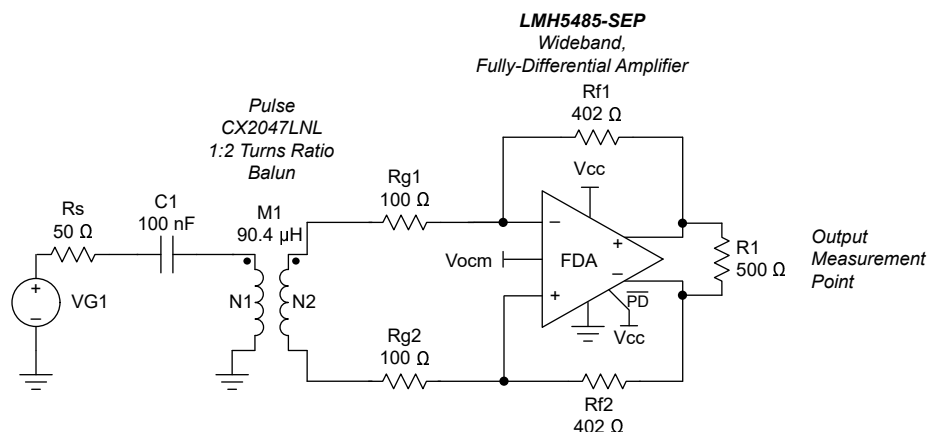 LMH5485-SEP
Wideband,
Fully-Differential Amplifier
Rf1
402 Ω
Pulse
CX2047LNL
1:2 Turns Ratio
Balun
Vcc
Rg1
100 Ω
C1
100 nF
M1
90.4 µH
Rs
50 Ω
−
+
R1
500 Ω
Output
Measurement
Point
Vocm
FDA
+
−
VG1
N1
N2
+
−
PD
Vcc
Rg2
100 Ω
Rf2
402 Ω